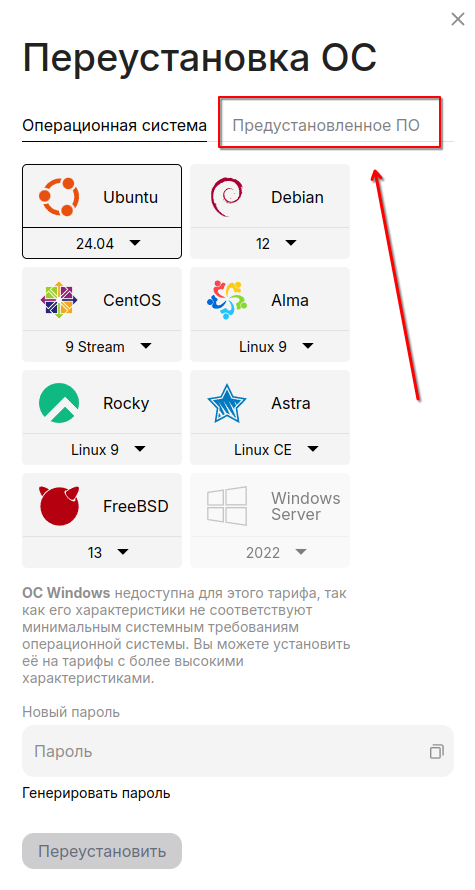 Переустановка ОС
Операционная система
Предустановленное ПО
Ubuntu
Debian
24.04
12
CentOS
Alma
9 Stream
Linux 9
Rocky
Astra
Linux 9
Linux CE
FreeBSD
Windows
Server
13
2022
ОС Windows недоступна для этого тарифа, так
как его характеристики не соответствуют
минимальным системным требованиям
операционной системы. Вы можете установить
её на тарифы с более высокими
характеристиками.
Новый пароль
Пароль
Генерировать пароль
Переустановить